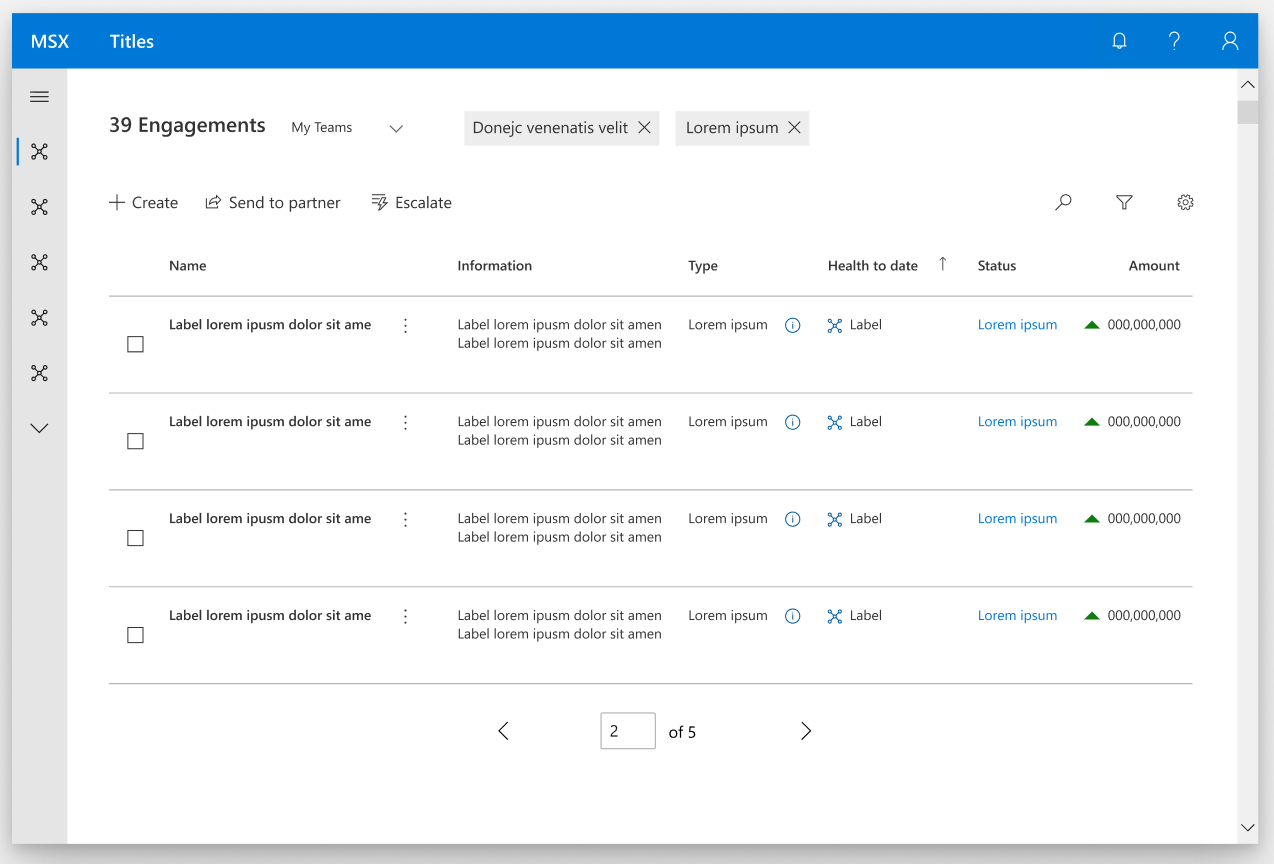 MSX Titles
39 Engagements My Teams Donejc venenatis velit Lorem ipsum
Create Send to partner Escalate
Name Information Type Health to date Status Amount
Label lorem ipusm dolor sit ame Label lorem ipusm dolor sit amen Lorem ipsum Label Lorem ipsum 000,000,000
Label lorem ipusm dolor sit amen
Label lorem ipusm dolor sit ame Label lorem ipusm dolor sit amen Lorem ipsum Label Lorem ipsum 000,000,000
Label lorem ipusm dolor sit amen
Label lorem ipusm dolor sit ame Label lorem ipusm dolor sit amen Lorem ipsum Label Lorem ipsum 000,000,000
Label lorem ipusm dolor sit amen
Label lorem ipusm dolor sit ame Label lorem ipusm dolor sit amen Lorem ipsum Label Lorem ipsum 000,000,000
Label lorem ipusm dolor sit amen
2 of 5